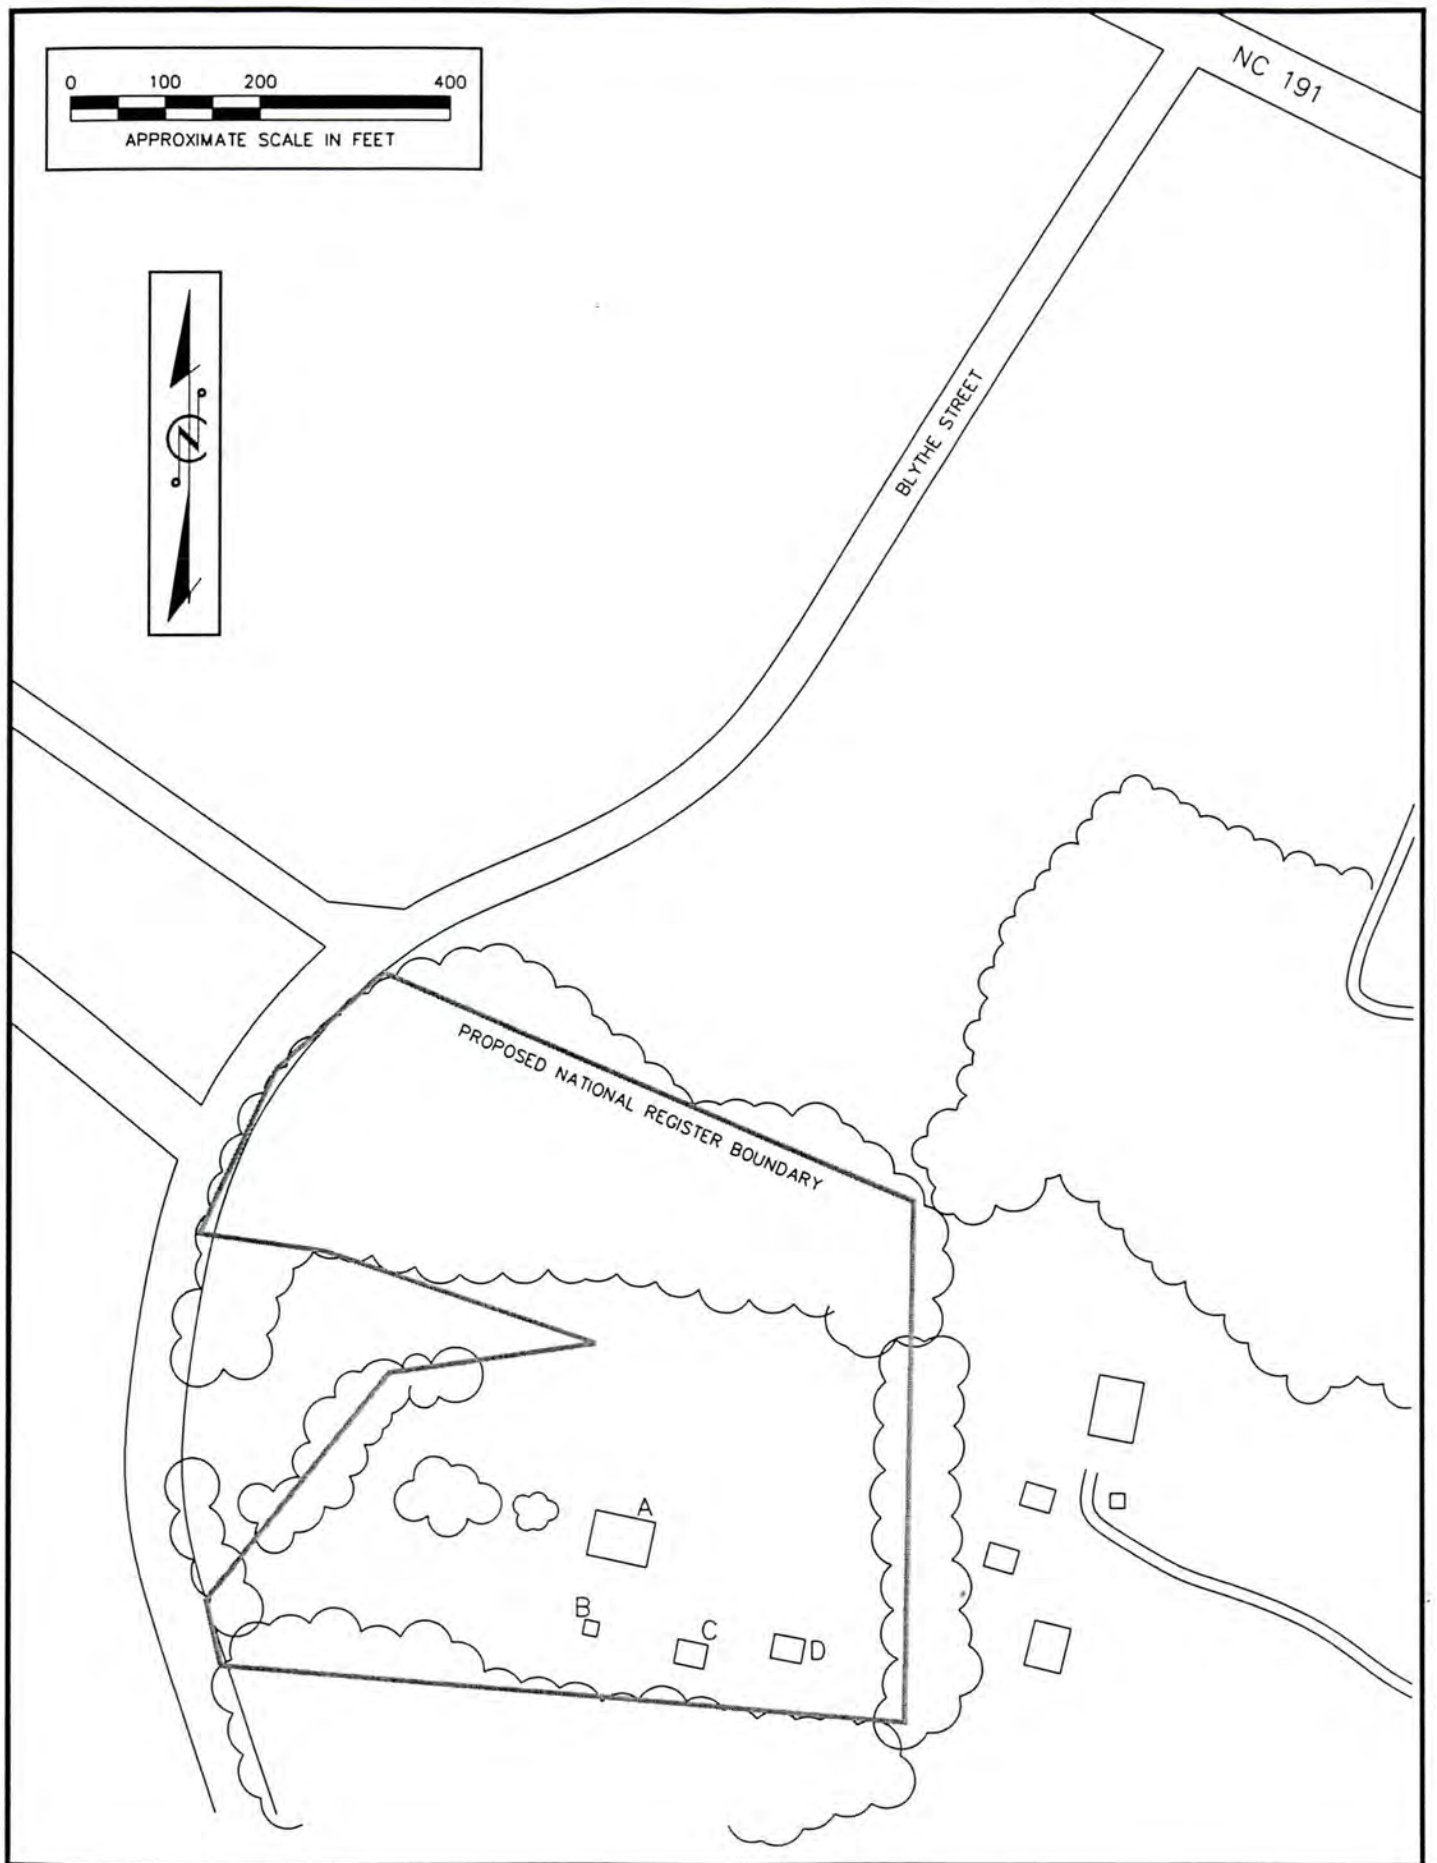 0 100 200 400
APPROXIMATE SCALE IN FEET
NC 191
N
BLYTHE STREET
PROPOSED NATIONAL REGISTER BOUNDARY
A
B
C
D